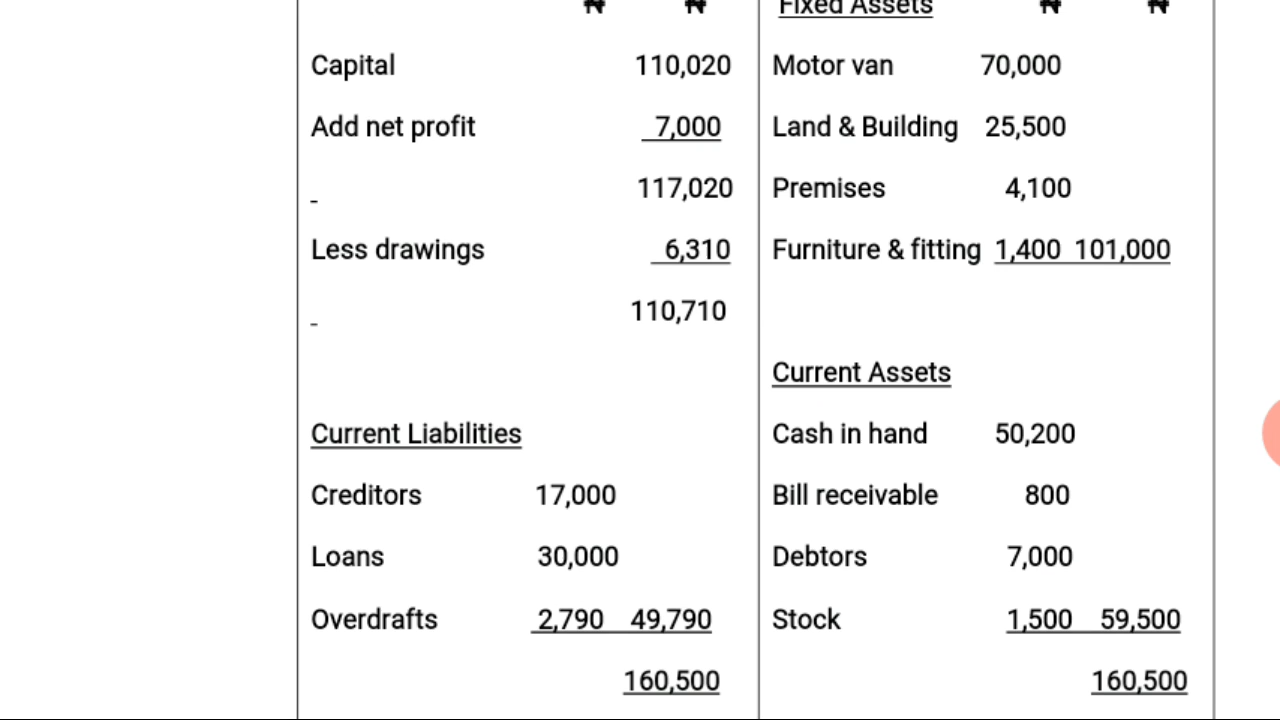 ₦ ₦
Capital 110,020
Add net profit 7,000
- 117,020
Less drawings 6,310
- 110,710
Current Liabilities
Creditors 17,000
Loans 30,000
Overdrafts 2,790 49,790
160,500
Fixed Assets ₦ ₦
Motor van 70,000
Land & Building 25,500
Premises 4,100
Furniture & fitting 1,400 101,000
Current Assets
Cash in hand 50,200
Bill receivable 800
Debtors 7,000
Stock 1,500 59,500
160,500